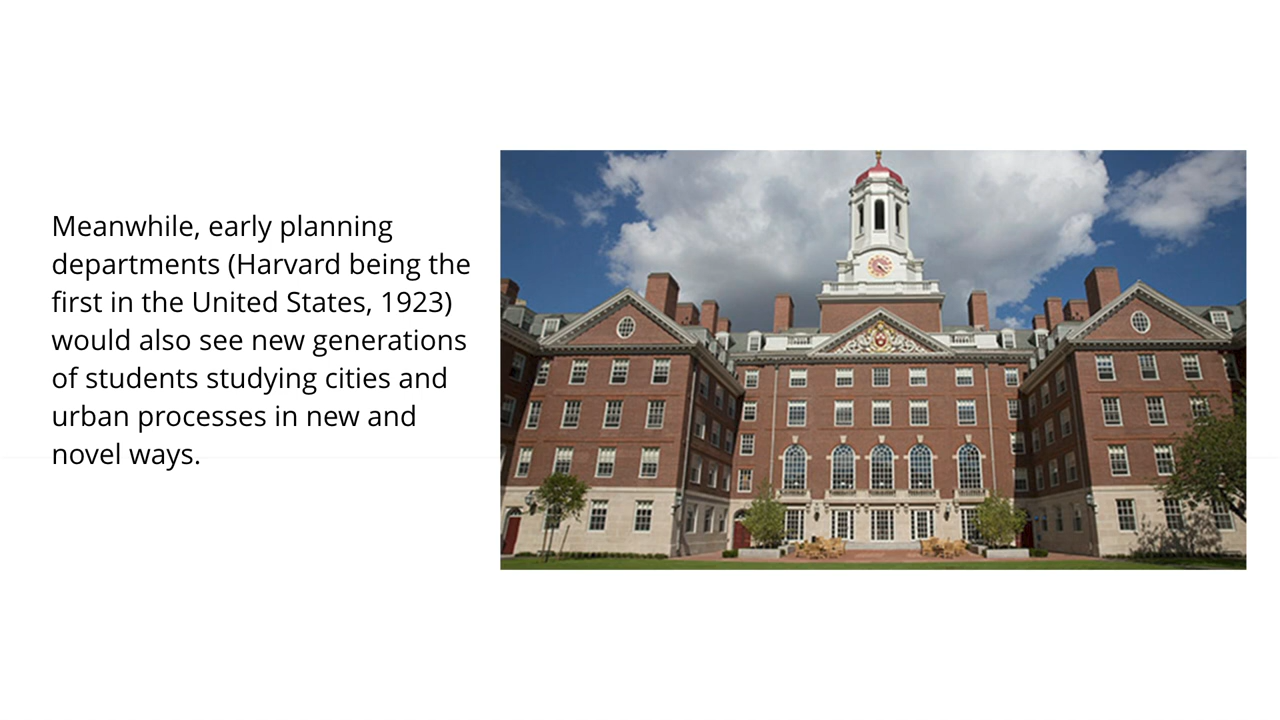 Meanwhile, early planning
departments (Harvard being the
first in the United States, 1923)
would also see new generations
of students studying cities and
urban processes in new and
novel ways.